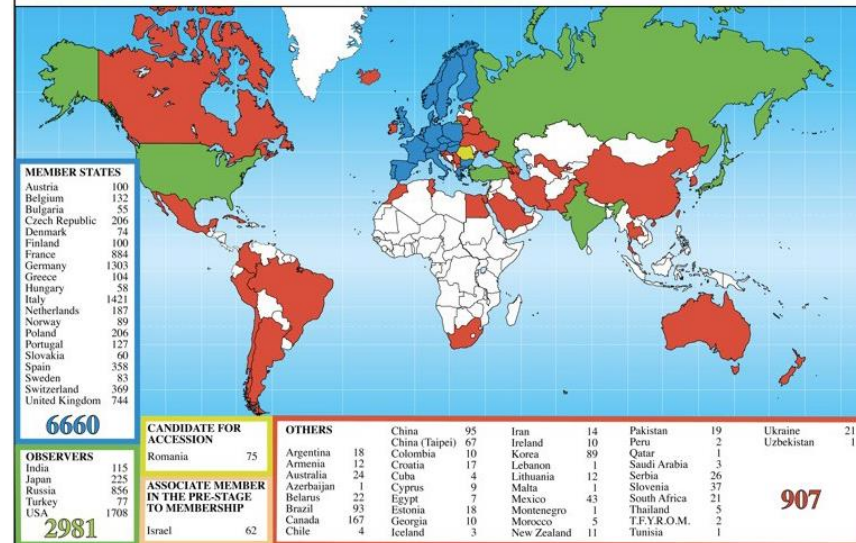 MEMBER STATES
Austria 100
Belgium 132
Bulgaria 55
Czech Republic 206
Denmark 74
Finland 100
France 884
Germany 1303
Greece 104
Hungary 58
Italy 1421
Netherlands 187
Norway 89
Poland 206
Portugal 127
Slovakia 60
Spain 358
Sweden 83
Switzerland 369
United Kingdom 744
6660
OBSERVERS
India 115
Japan 225
Russia 856
Turkey 77
USA 1708
2981
CANDIDATE FOR
ACCESSION
Romania 75
ASSOCIATE MEMBER
IN THE PRE-STAGE
TO MEMBERSHIP
Israel 62
OTHERS
Argentina 18
Armenia 12
Australia 24
Azerbaijan 1
Belarus 22
Brazil 93
Canada 167
Chile 4
China 95
China (Taipei) 67
Colombia 10
Croatia 17
Cuba 4
Cyprus 9
Egypt 7
Estonia 18
Georgia 10
Iceland 3
Iran 14
Ireland 10
Korea 89
Lebanon 1
Lithuania 12
Malta 1
Mexico 43
Montenegro 1
Morocco 5
New Zealand 11
Pakistan 19
Peru 2
Qatar 1
Saudi Arabia 3
Serbia 26
Slovenia 37
South Africa 21
Thailand 5
T.F.Y.R.O.M. 2
Tunisia 1
Ukraine 21
Uzbekistan 1
907